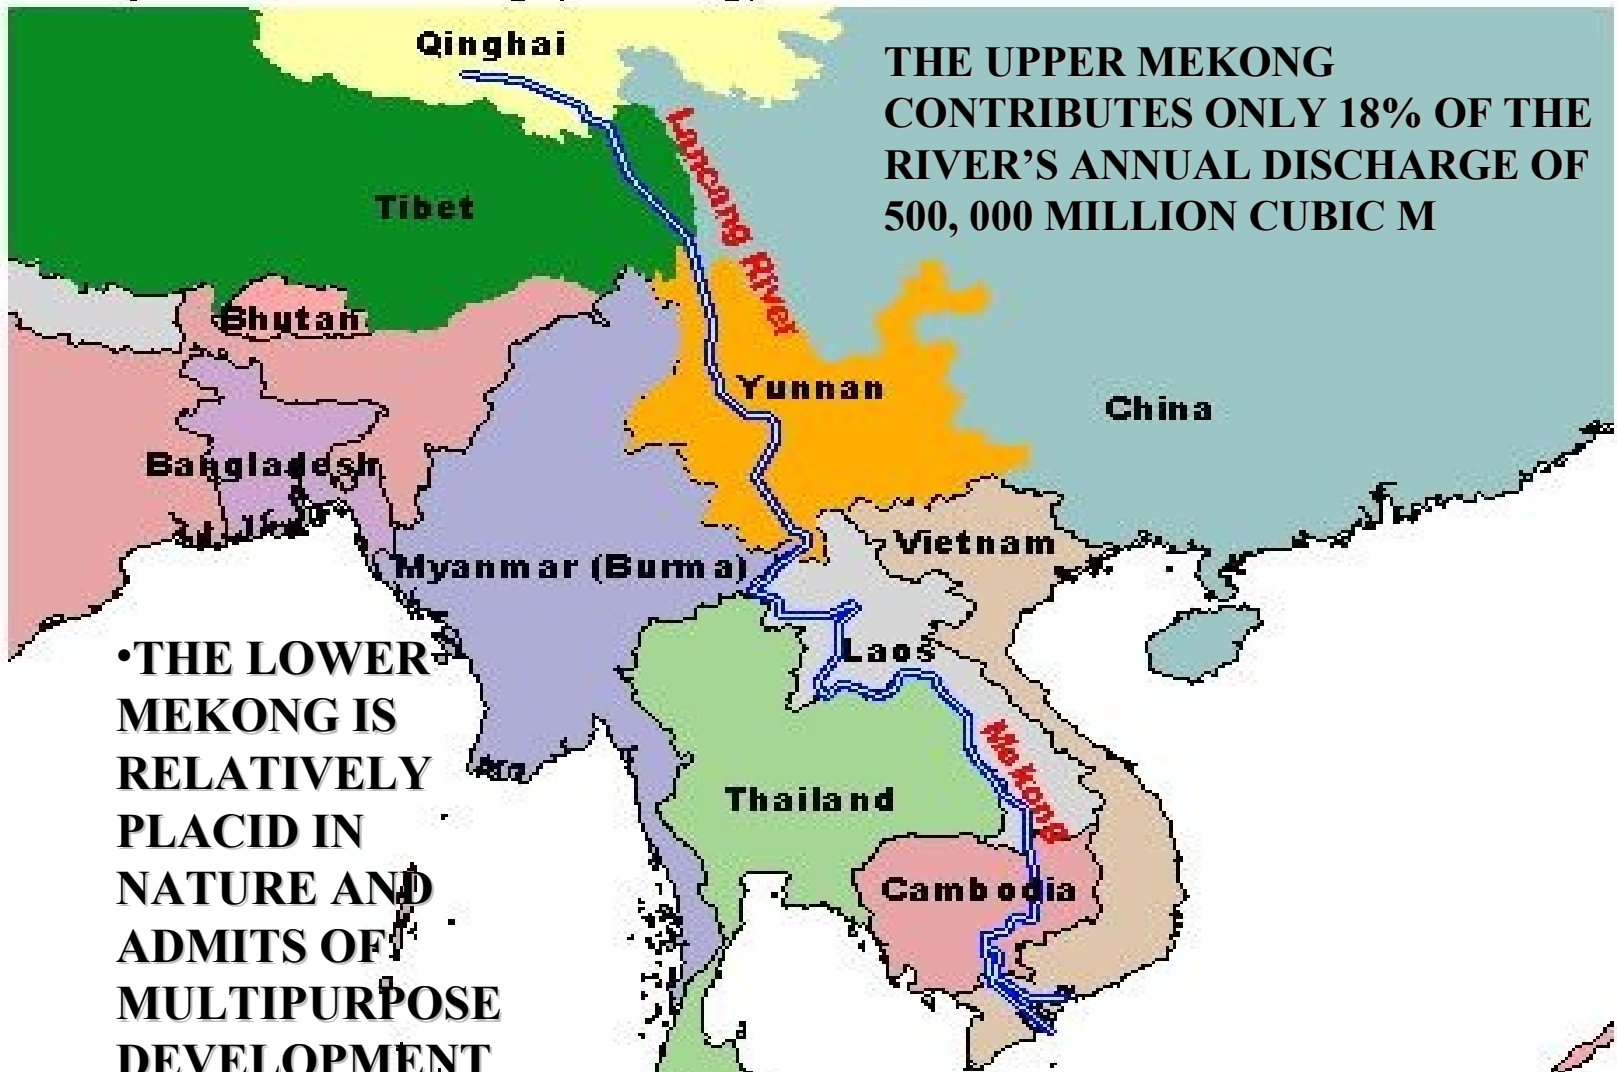 Qinghai
THE UPPER MEKONG
CONTRIBUTES ONLY 18% OF THE
RIVER'S ANNUAL DISCHARGE OF
500, 000 MILLION CUBIC M
Lancang River
Tibet
Bhutan
Yunnan
China
Bangladesh
Vietnam
Myanmar (Burma)
Laos
•THE LOWER
MEKONG IS
RELATIVELY
PLACID IN
NATURE AND
ADMITS OF
MULTIPURPOSE
DEVELOPMENT
Mekong
Thailand
Cambodia